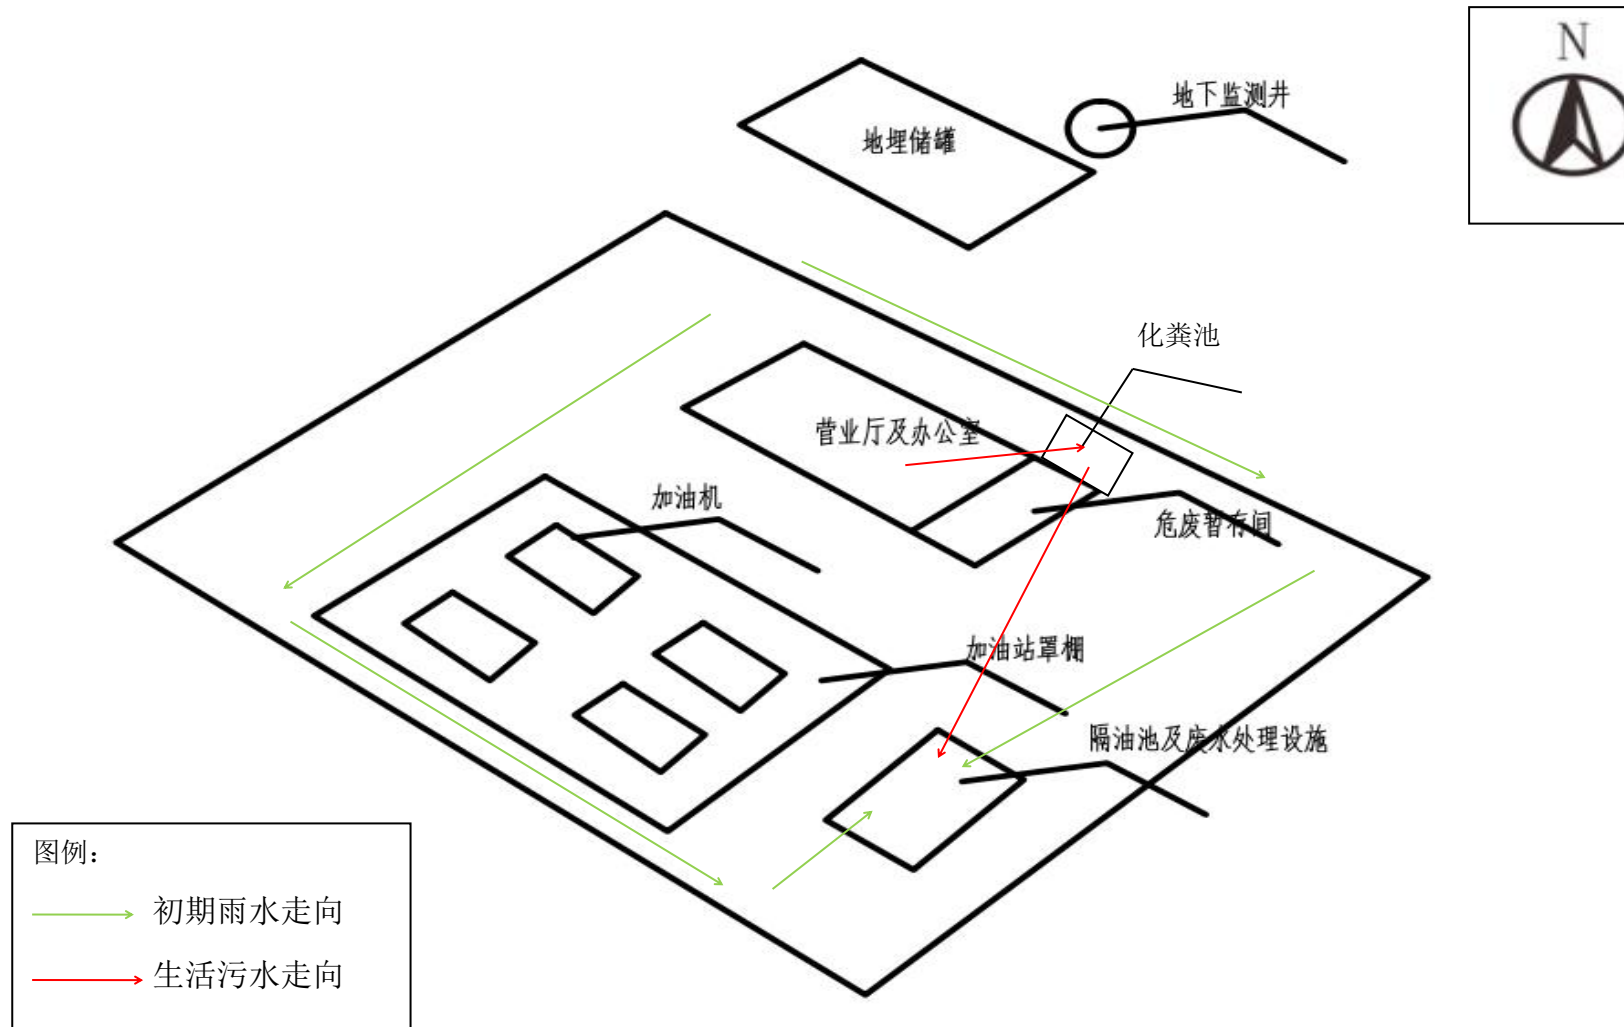 N
地下监测井
地埋储罐
化粪池
营业厅及办公室
加油机
危废暂存间
加油站罩棚
隔油池及废水处理设施
图例：
初期雨水走向
生活污水走向